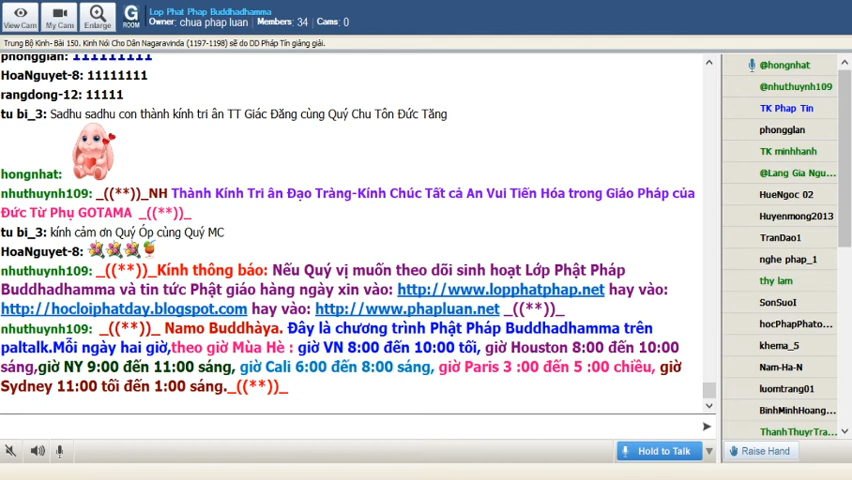 View Cam
My Cam
Enlarge
G
ROOM
Lop Phat Phap Buddhadhamma
Owner: chua phap luan Members: 34 Cams: 0
Trung Bộ Kinh- Bài 150. Kinh Nói Cho Dân Nagaravinda (1197-1198) sẽ do DD Pháp Tín giảng giải.
phongglan: 11111111111
HoaNguyet-8: 11111111
rangdong-12: 11111
tu bi_3: Sadhu sadhu con thành kính tri ân TT Giác Đăng cùng Quý Chu Tôn Đức Tăng
hongnhat:
nhuthuynh109: _((**))_NH Thành Kính Tri ân Đạo Tràng-Kính Chúc Tất cả An Vui Tiến Hóa trong Giáo Pháp của
Đức Từ Phụ GOTAMA _((**))_
tu bi_3: kính cảm ơn Quý Óp cùng Quý MC
HoaNguyet-8:
nhuthuynh109: _((**))_Kính thông báo: Nếu Quý vị muốn theo dõi sinh hoạt Lớp Phật Pháp
Buddhadhamma và tin tức Phật giáo hàng ngày xin vào: http://www.lopphatphap.net hay vào:
http://hocloiphatday.blogspot.com hay vào: http://www.phapluan.net _((**))_
nhuthuynh109: _((**))_ Namo Buddhàya. Đây là chương trình Phật Pháp Buddhadhamma trên
paltalk.Mỗi ngày hai giờ,theo giờ Mùa Hè : giờ VN 8:00 đến 10:00 tối, giờ Houston 8:00 đến 10:00
sáng,giờ NY 9:00 đến 11:00 sáng, giờ Cali 6:00 đến 8:00 sáng, giờ Paris 3 :00 đến 5 :00 chiều, giờ
Sydney 11:00 tối đến 1:00 sáng._((**))_
@hongnhat
@nhuthuynh109
TK Phap Tin
phongglan
TK minhhanh
@Lang Gia Ngu...
HueNgoc 02
Huyenmong2013
TranDao1
nghe phap_1
thy lam
SonSuoI
hocPhapPhato...
khema_5
Nam-Ha-N
luomtrang01
BinhMinhHoang...
ThanhThuyrTra...
Hold to Talk
Raise Hand